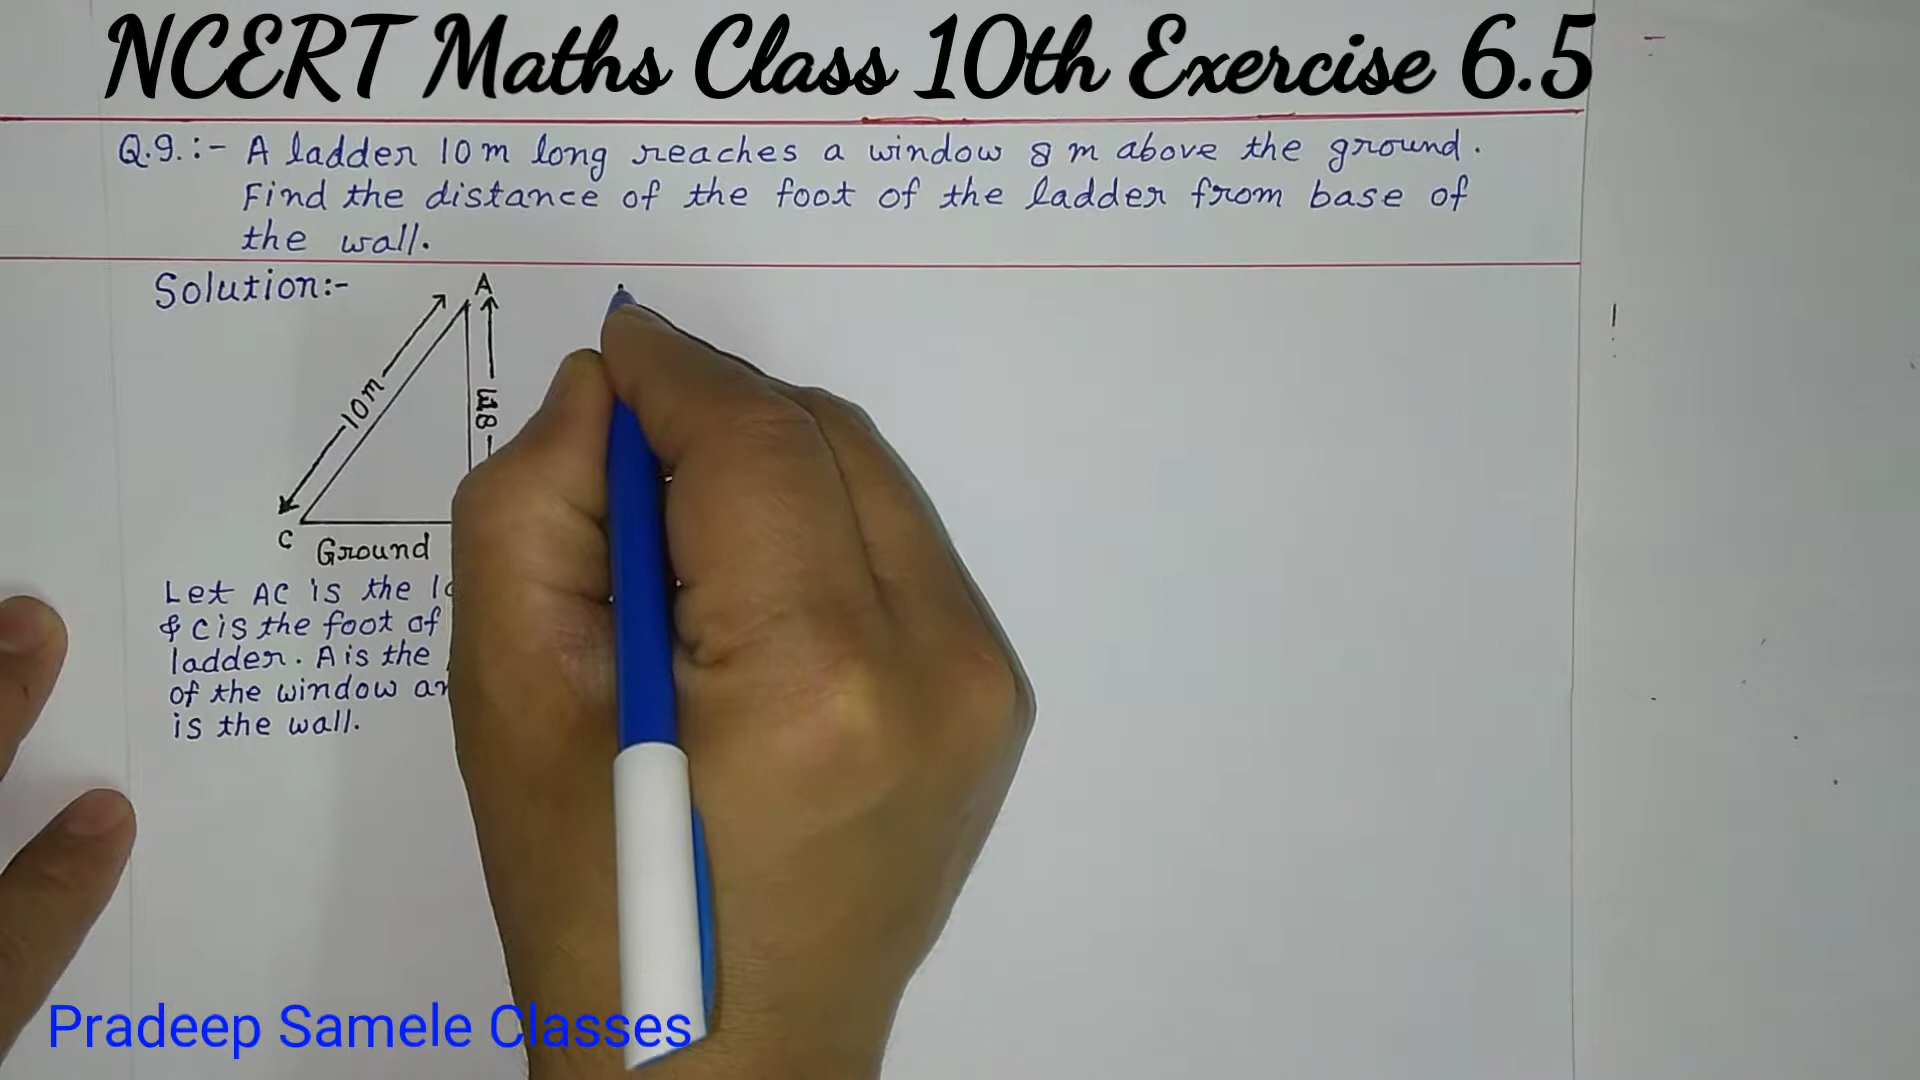 NCERT Maths Class 10th Exercise 6.5
Q.9.:- A ladder 10 m long reaches a window 8 m above the ground.
Find the distance of the foot of the ladder from base of
the wall.
Solution:-
A
10m
8m
C
Ground
Let AC is the
& C is the foot of
ladder. A is the
of the window
is the wall.
Pradeep Samele Classes